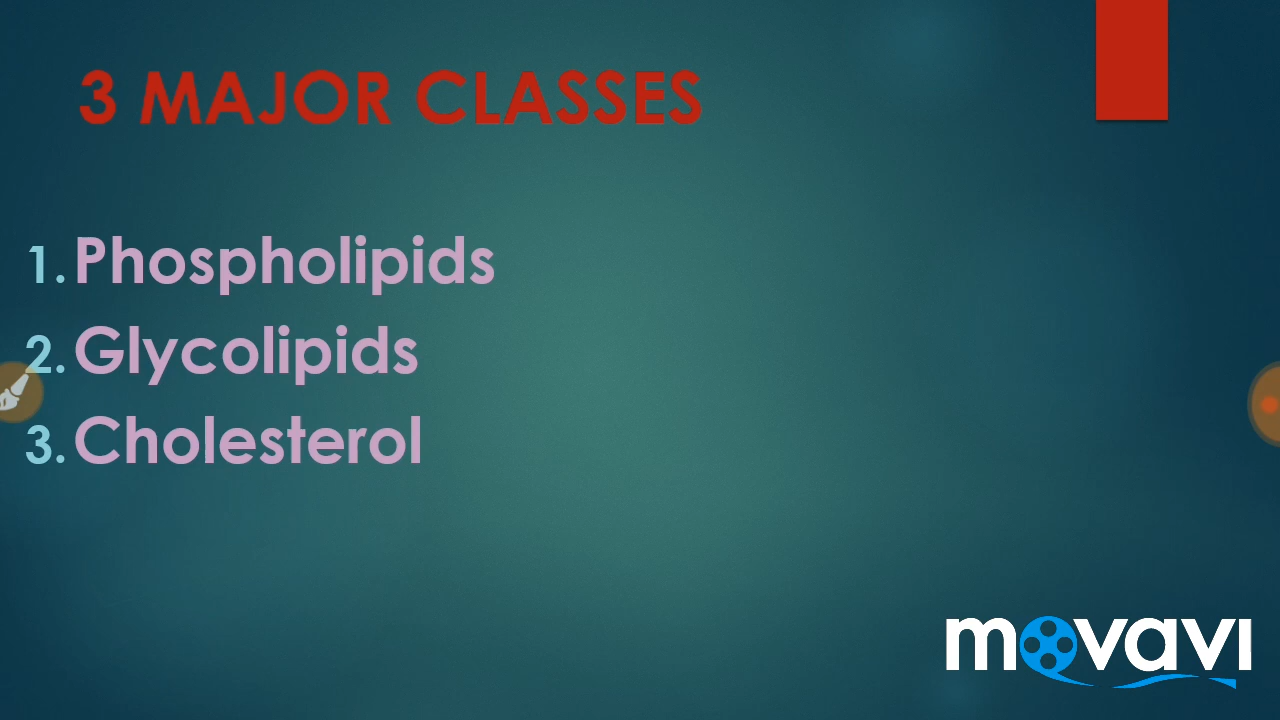 3 MAJOR CLASSES
1. Phospholipids
2. Glycolipids
3. Cholesterol
movavi